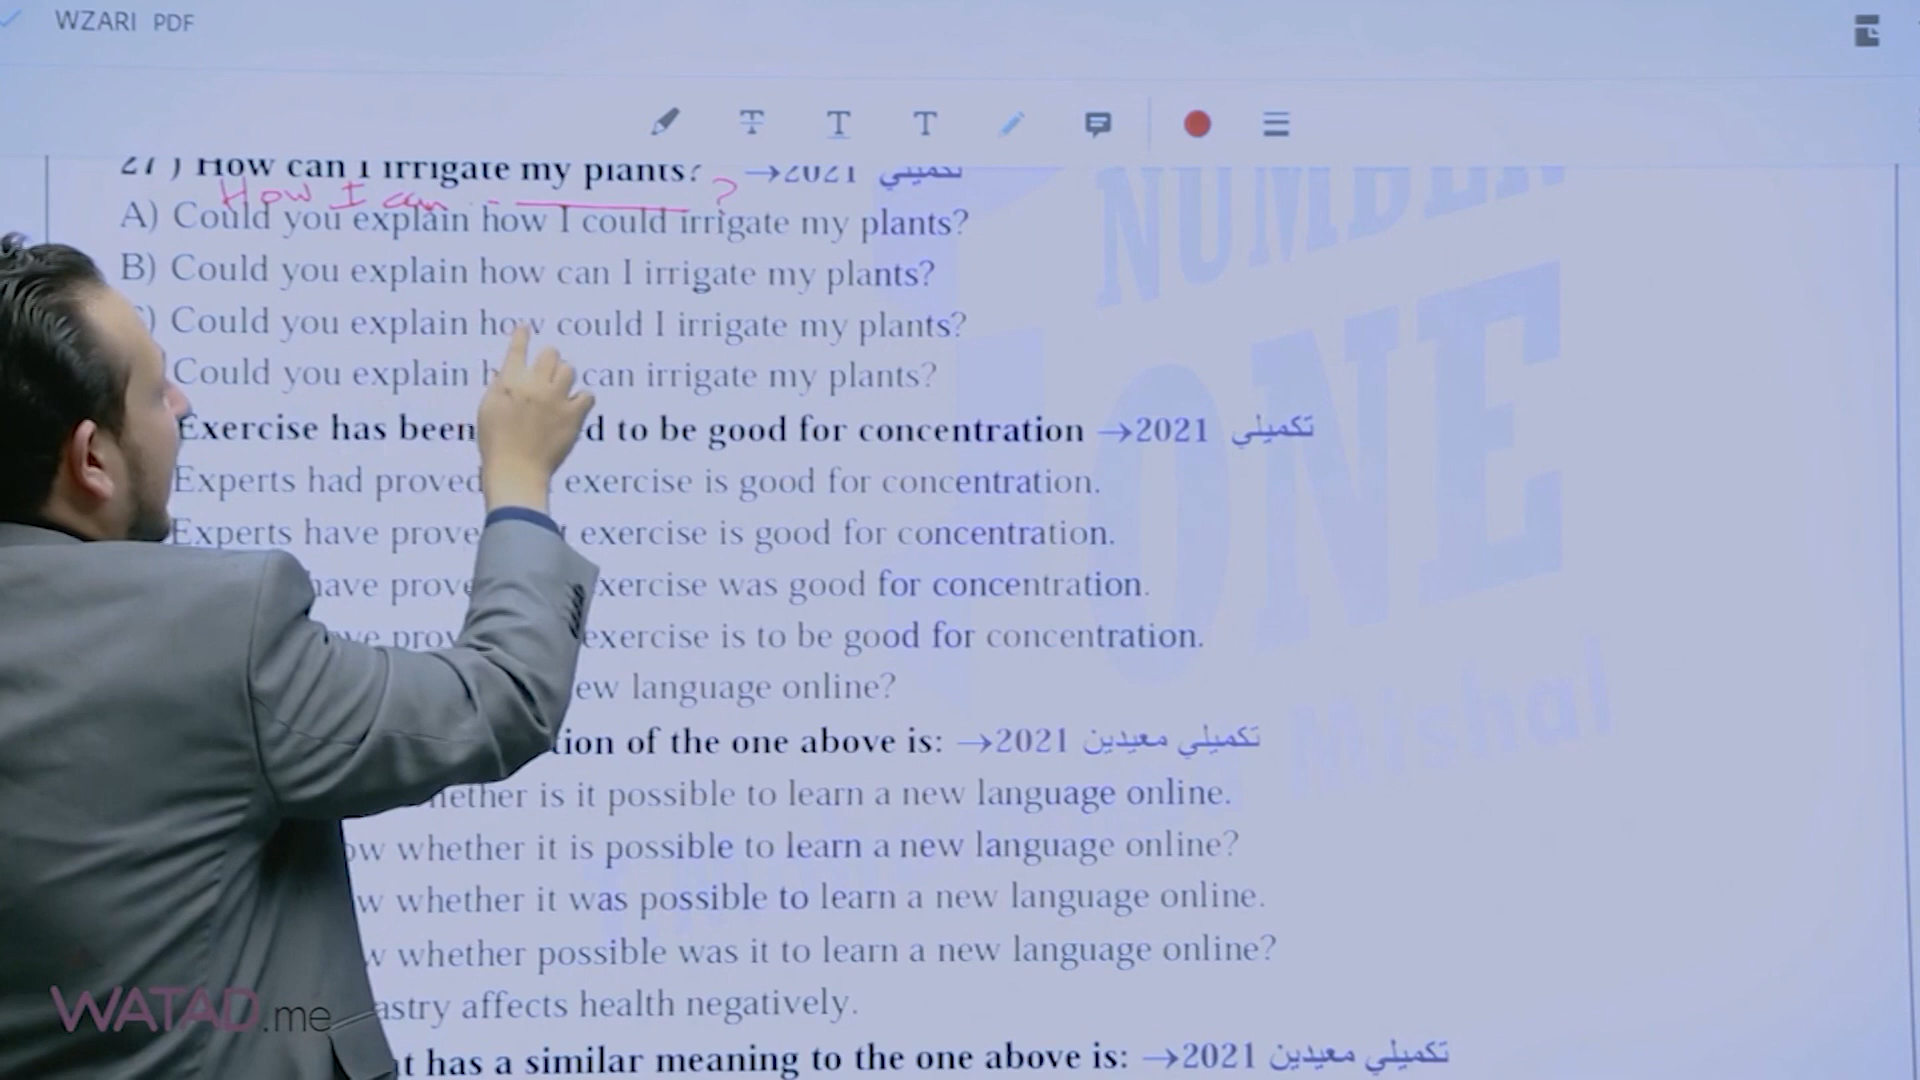 WZARI PDF
27) How can I irrigate my plants? →2021 تكميلي
How I can ?
A) Could you explain how I could irrigate my plants?
B) Could you explain how can I irrigate my plants?
) Could you explain how could I irrigate my plants?
Could you explain can irrigate my plants?
Exercise has been d to be good for concentration →2021 تكميلي
Experts had proved exercise is good for concentration.
Experts have prove exercise is good for concentration.
have prove exercise was good for concentration.
exercise is to be good for concentration.
ew language online?
tion of the one above is: →2021 تكميلي معيدين
whether is it possible to learn a new language online.
ow whether it is possible to learn a new language online?
w whether it was possible to learn a new language online.
w whether possible was it to learn a new language online?
astry affects health negatively.
t has a similar meaning to the one above is: →2021 تكميلي معيدين
NUMBER
ONE
Mishal
WATAD.me